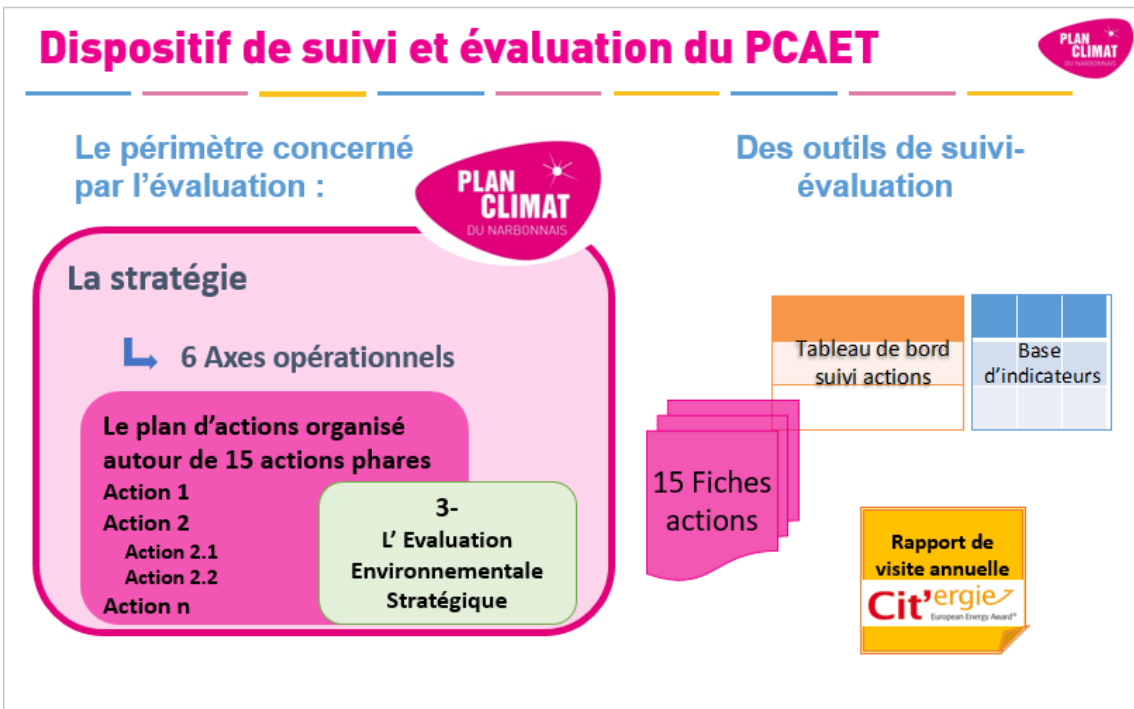 Dispositif de suivi et évaluation du PCAET
PLAN
CLIMAT
DU NARBONNAIS
Le périmètre concerné
par l'évaluation :
PLAN
CLIMAT
DU NARBONNAIS
La stratégie
6 Axes opérationnels
Le plan d'actions organisé
autour de 15 actions phares
Action 1
Action 2
Action 2.1
Action 2.2
Action n
3-
L' Evaluation
Environnementale
Stratégique
Des outils de suivi-
évaluation
Tableau de bord
suivi actions
Base
d'indicateurs
15 Fiches
actions
Rapport de
visite annuelle
Cit'ergie
European Energy Award®